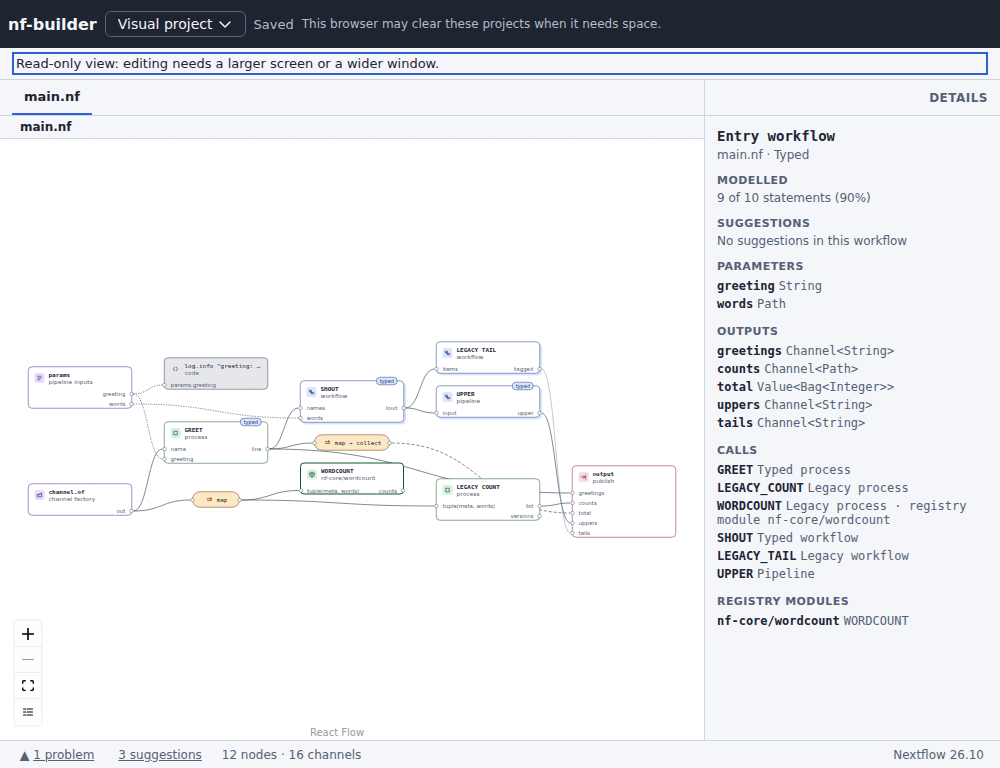 nf-builder
Visual project
Saved
This browser may clear these projects when it needs space.
Read-only view: editing needs a larger screen or a wider window.
main.nf
DETAILS
main.nf
params
pipeline inputs
greeting
words
log.info "greeting: …
code
params.greeting
typed
GREET
process
name
line
greeting
channel.of
channel factory
out
map
typed
SHOUT
workflow
names
loud
words
map → collect
WORDCOUNT
nf-core/wordcount
tuple(meta, words)
counts
LEGACY TAIL
workflow
items
tagged
typed
UPPER
pipeline
input
upper
LEGACY COUNT
process
tuple(meta, words)
txt
versions
output
publish
greetings
counts
total
uppers
tails
React Flow
Entry workflow
main.nf · Typed
MODELLED
9 of 10 statements (90%)
SUGGESTIONS
No suggestions in this workflow
PARAMETERS
greeting String
words Path
OUTPUTS
greetings Channel<String>
counts Channel<Path>
total Value<Bag<Integer>>
uppers Channel<String>
tails Channel<String>
CALLS
GREET Typed process
LEGACY_COUNT Legacy process
WORDCOUNT Legacy process · registry
module nf-core/wordcount
SHOUT Typed workflow
LEGACY_TAIL Legacy workflow
UPPER Pipeline
REGISTRY MODULES
nf-core/wordcount WORDCOUNT
▲ 1 problem
3 suggestions
12 nodes · 16 channels
Nextflow 26.10